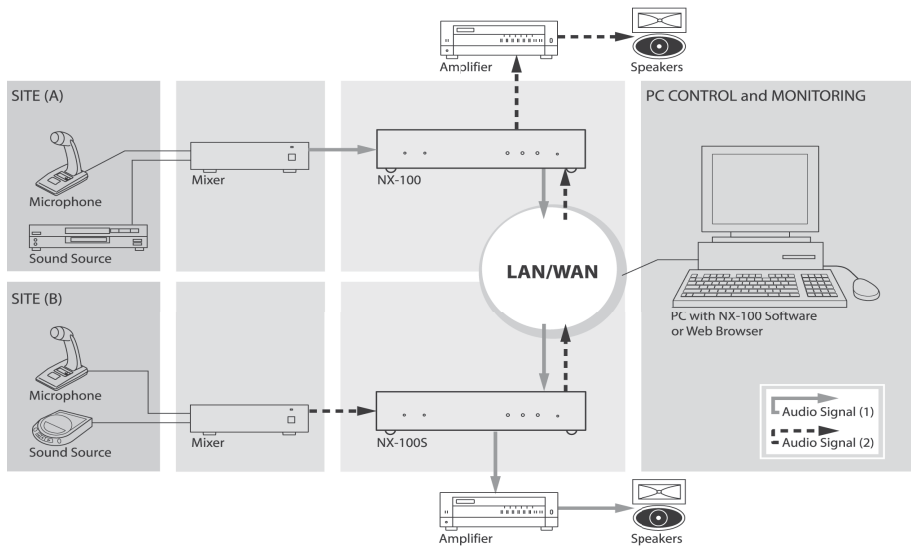 Amplifier
Speakers
SITE (A)
Microphone
Sound Source
Mixer
NX-100
PC CONTROL and MONITORING
LAN/WAN
PC with NX-100 Software
or Web Browser
SITE (B)
Microphone
Sound Source
Mixer
NX-100S
Audio Signal (1)
Audio Signal (2)
Amplifier
Speakers